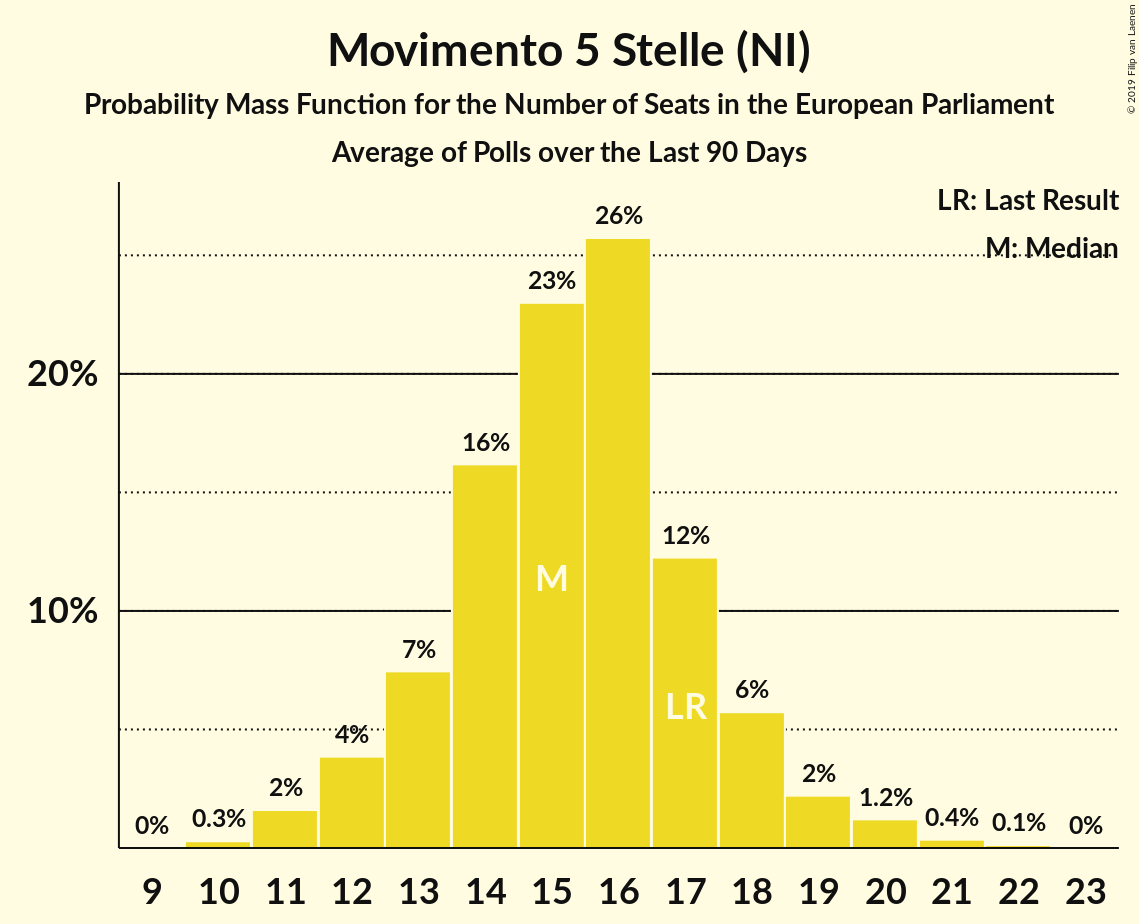 Movimento 5 Stelle (NI)
Probability Mass Function for the Number of Seats in the European Parliament
Average of Polls over the Last 90 Days
© 2019 Filip van Laenen
LR: Last Result
M: Median
26%
23%
20%
16%
12%
M
10%
7%
LR
6%
4%
2%
2%
1.2%
0%
0.3%
0.4%
0.1%
0%
9 10 11 12 13 14 15 16 17 18 19 20 21 22 23